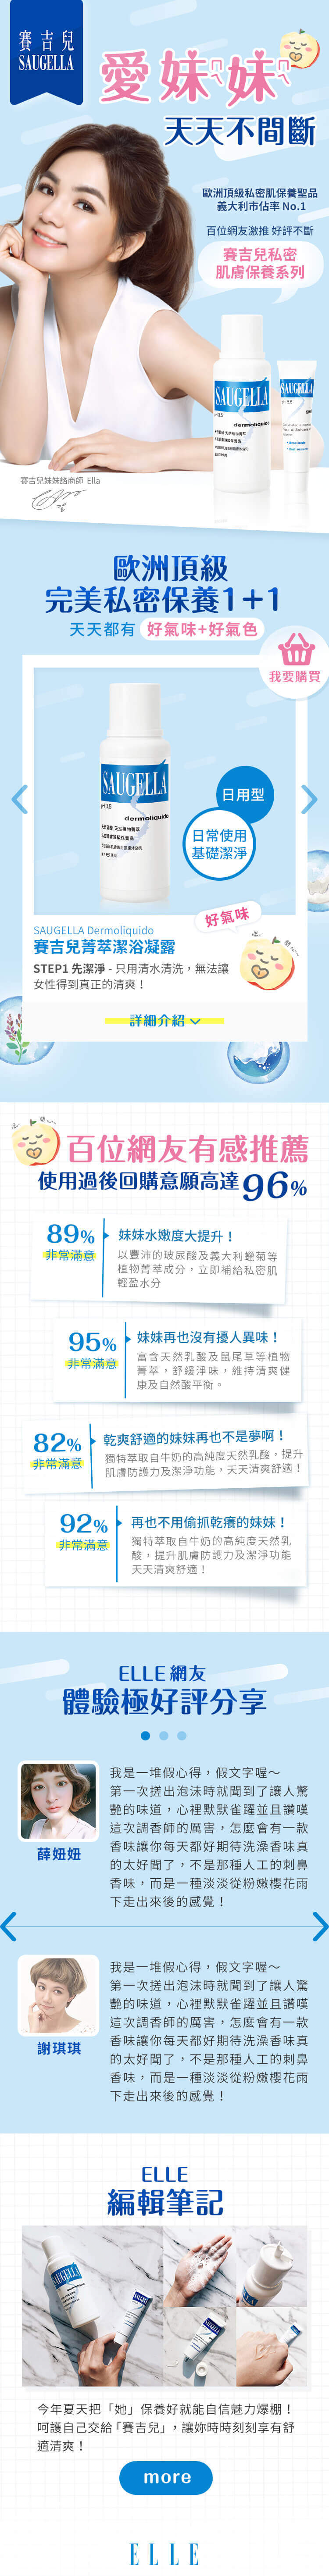 賽吉兒
SAUGELLA
愛妹妹
天天不間斷
歐洲頂級私密肌保養聖品
義大利市佔率 No.1
百位網友激推 好評不斷
賽吉兒私密
肌膚保養系列
SAUGELLA
pH 3.5
dermoliquido
SAUGELLA
賽吉兒妹妹諮商師 Ella
歐洲頂級
完美私密保養1+1
天天都有 好氣味+好氣色
我要購買
SAUGELLA
pH 3.5
dermoliquido
日用型
日常使用
基礎潔淨
好氣味
SAUGELLA Dermoliquido
賽吉兒菁萃潔浴凝露
STEP1 先潔淨 - 只用清水清洗，無法讓
女性得到真正的清爽！
詳細介紹
百位網友有感推薦
使用過後回購意願高達96%
89%
非常滿意
妹妹水嫩度大提升！
以豐沛的玻尿酸及義大利蠟菊等
植物菁萃成分，立即補給私密肌
輕盈水分
95%
非常滿意
妹妹再也沒有擾人異味！
富含天然乳酸及鼠尾草等植物
菁萃，舒緩淨味，維持清爽健
康及自然酸平衡。
82%
非常滿意
乾爽舒適的妹妹再也不是夢啊！
獨特萃取自牛奶的高純度天然乳酸，提升
肌膚防護力及潔淨功能，天天清爽舒適！
92%
非常滿意
再也不用偷抓乾癢的妹妹！
獨特萃取自牛奶的高純度天然乳
酸，提升肌膚防護力及潔淨功能
天天清爽舒適！
ELLE 網友
體驗極好評分享
薛妞妞
我是一堆假心得，假文字喔～
第一次搓出泡沫時就聞到了讓人驚
艷的味道，心裡默默雀躍並且讚嘆
這次調香師的厲害，怎麼會有一款
香味讓你每天都好期待洗澡香味真
的太好聞了，不是那種人工的刺鼻
香味，而是一種淡淡從粉嫩櫻花雨
下走出來後的感覺！
謝琪琪
我是一堆假心得，假文字喔～
第一次搓出泡沫時就聞到了讓人驚
艷的味道，心裡默默雀躍並且讚嘆
這次調香師的厲害，怎麼會有一款
香味讓你每天都好期待洗澡香味真
的太好聞了，不是那種人工的刺鼻
香味，而是一種淡淡從粉嫩櫻花雨
下走出來後的感覺！
ELLE
編輯筆記
SAUGELLA
今年夏天把「她」保養好就能自信魅力爆棚！
呵護自己交給「賽吉兒」，讓妳時時刻刻享有舒
適清爽！
more
ELLE